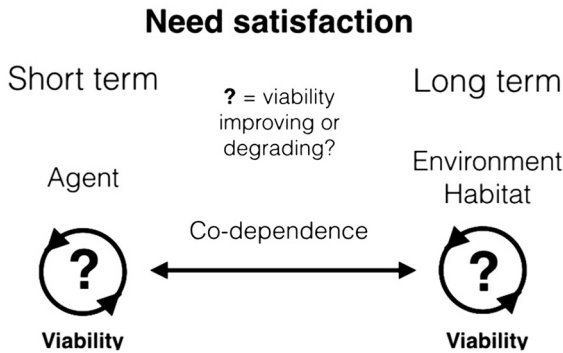 Need satisfaction
Short term
Long term
? = viability
improving or
degrading?
Agent
Environment
Habitat
Co-dependence
?
?
Viability
Viability